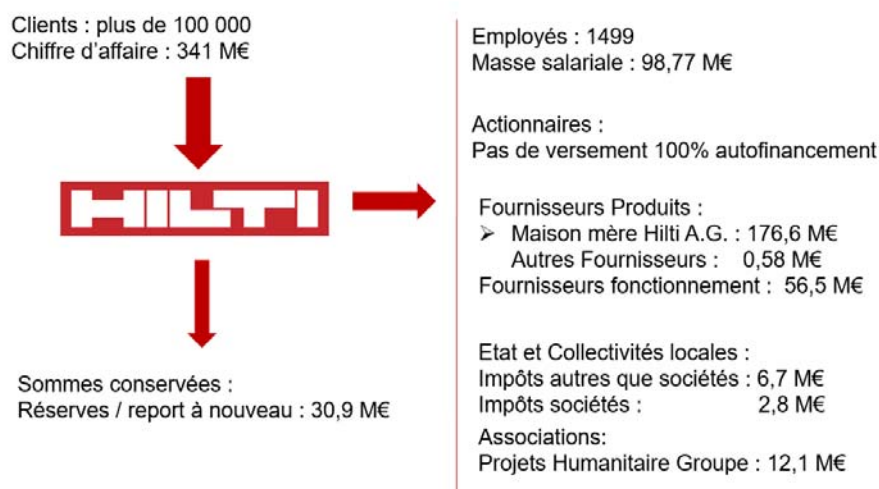 Clients : plus de 100 000
Chiffre d’affaire : 341 M€
HILTI
Sommes conservées :
Réserves / report à nouveau : 30,9 M€
Employés : 1499
Masse salariale : 98,77 M€
Actionnaires :
Pas de versement 100% autofinancement
Fournisseurs Produits :
➢ Maison mère Hilti A.G. : 176,6 M€
Autres Fournisseurs : 0,58 M€
Fournisseurs fonctionnement : 56,5 M€
Etat et Collectivités locales :
Impôts autres que sociétés : 6,7 M€
Impôts sociétés : 2,8 M€
Associations:
Projets Humanitaire Groupe : 12,1 M€